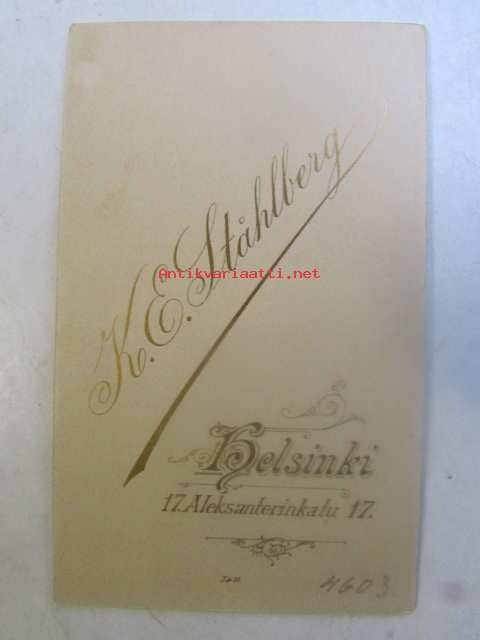 K. E. Ståhlberg
Antikvariaatti.net
Helsinki
17. Aleksanterinkatu 17.
4603